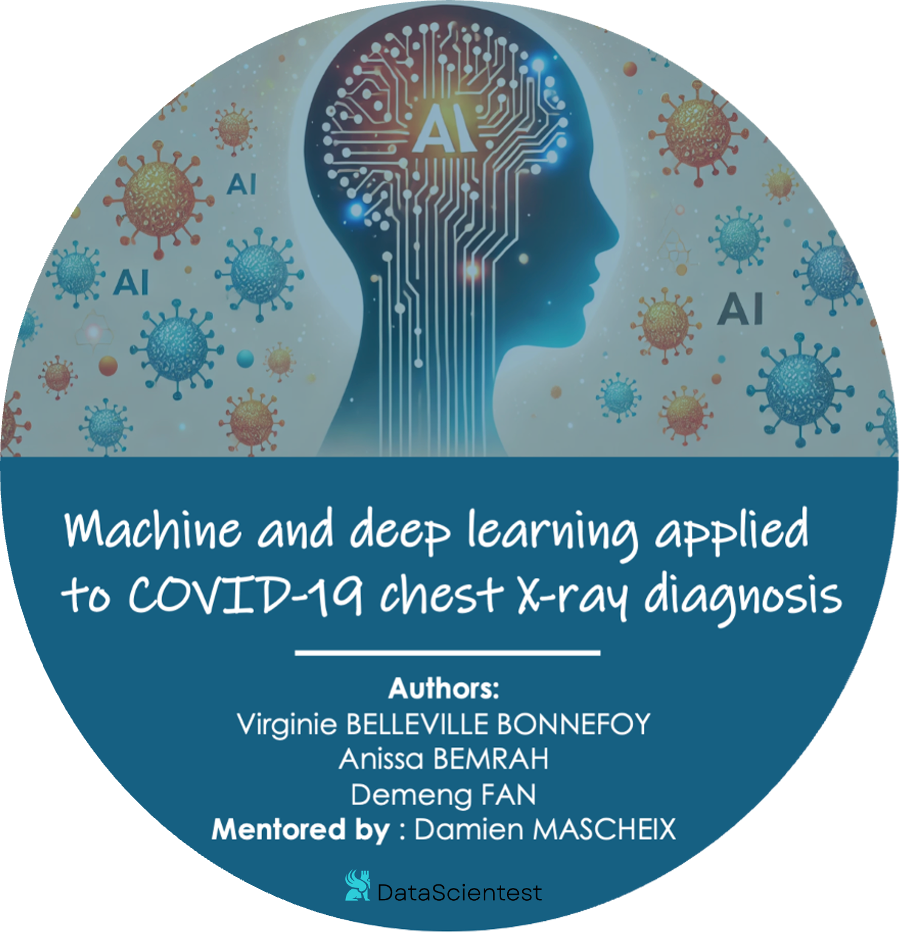 AI
AI
AI
AI
Machine and deep learning applied
to COVID-19 chest X-ray diagnosis
Authors:
Virginie BELLEVILLE BONNEFOY
Anissa BEMRAH
Demeng FAN
Mentored by : Damien MASCHEIX
DataScientest